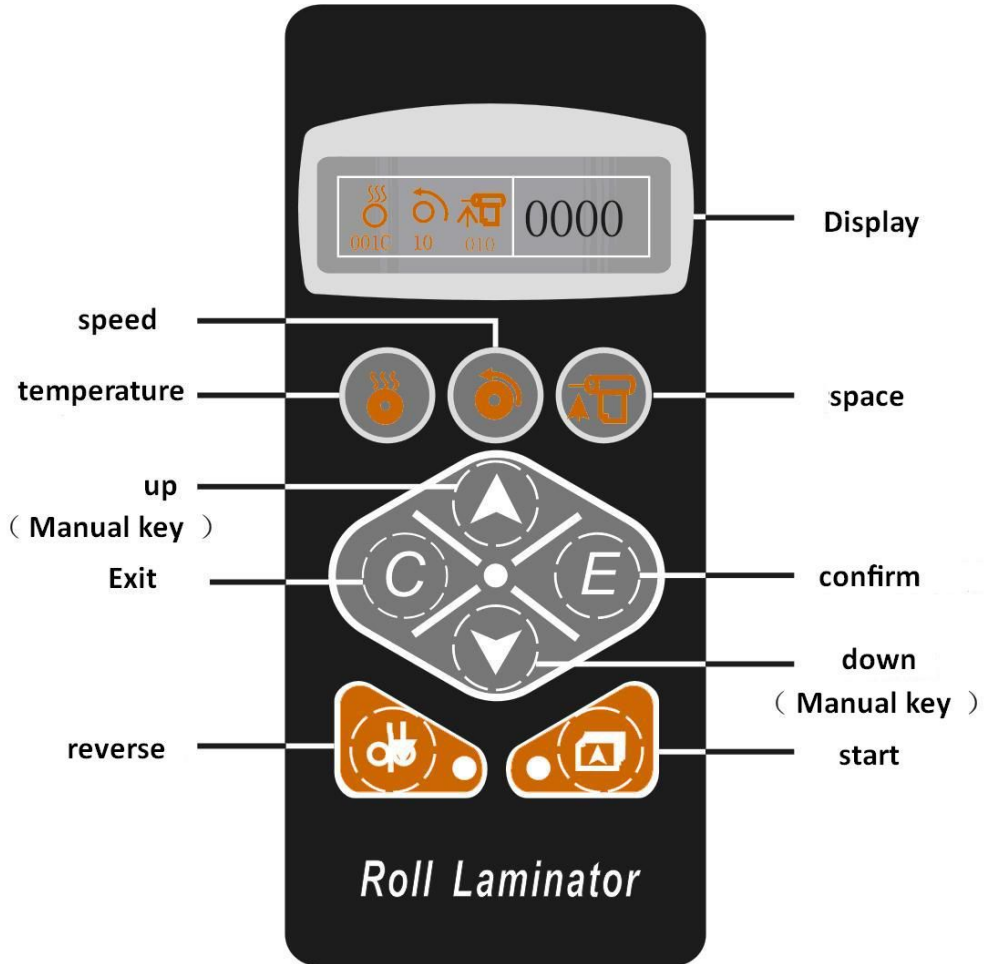 001C 10 010 0000
Display
speed
temperature
space
up
（ Manual key ）
Exit
C
E
confirm
down
（ Manual key ）
reverse
start
Roll Laminator